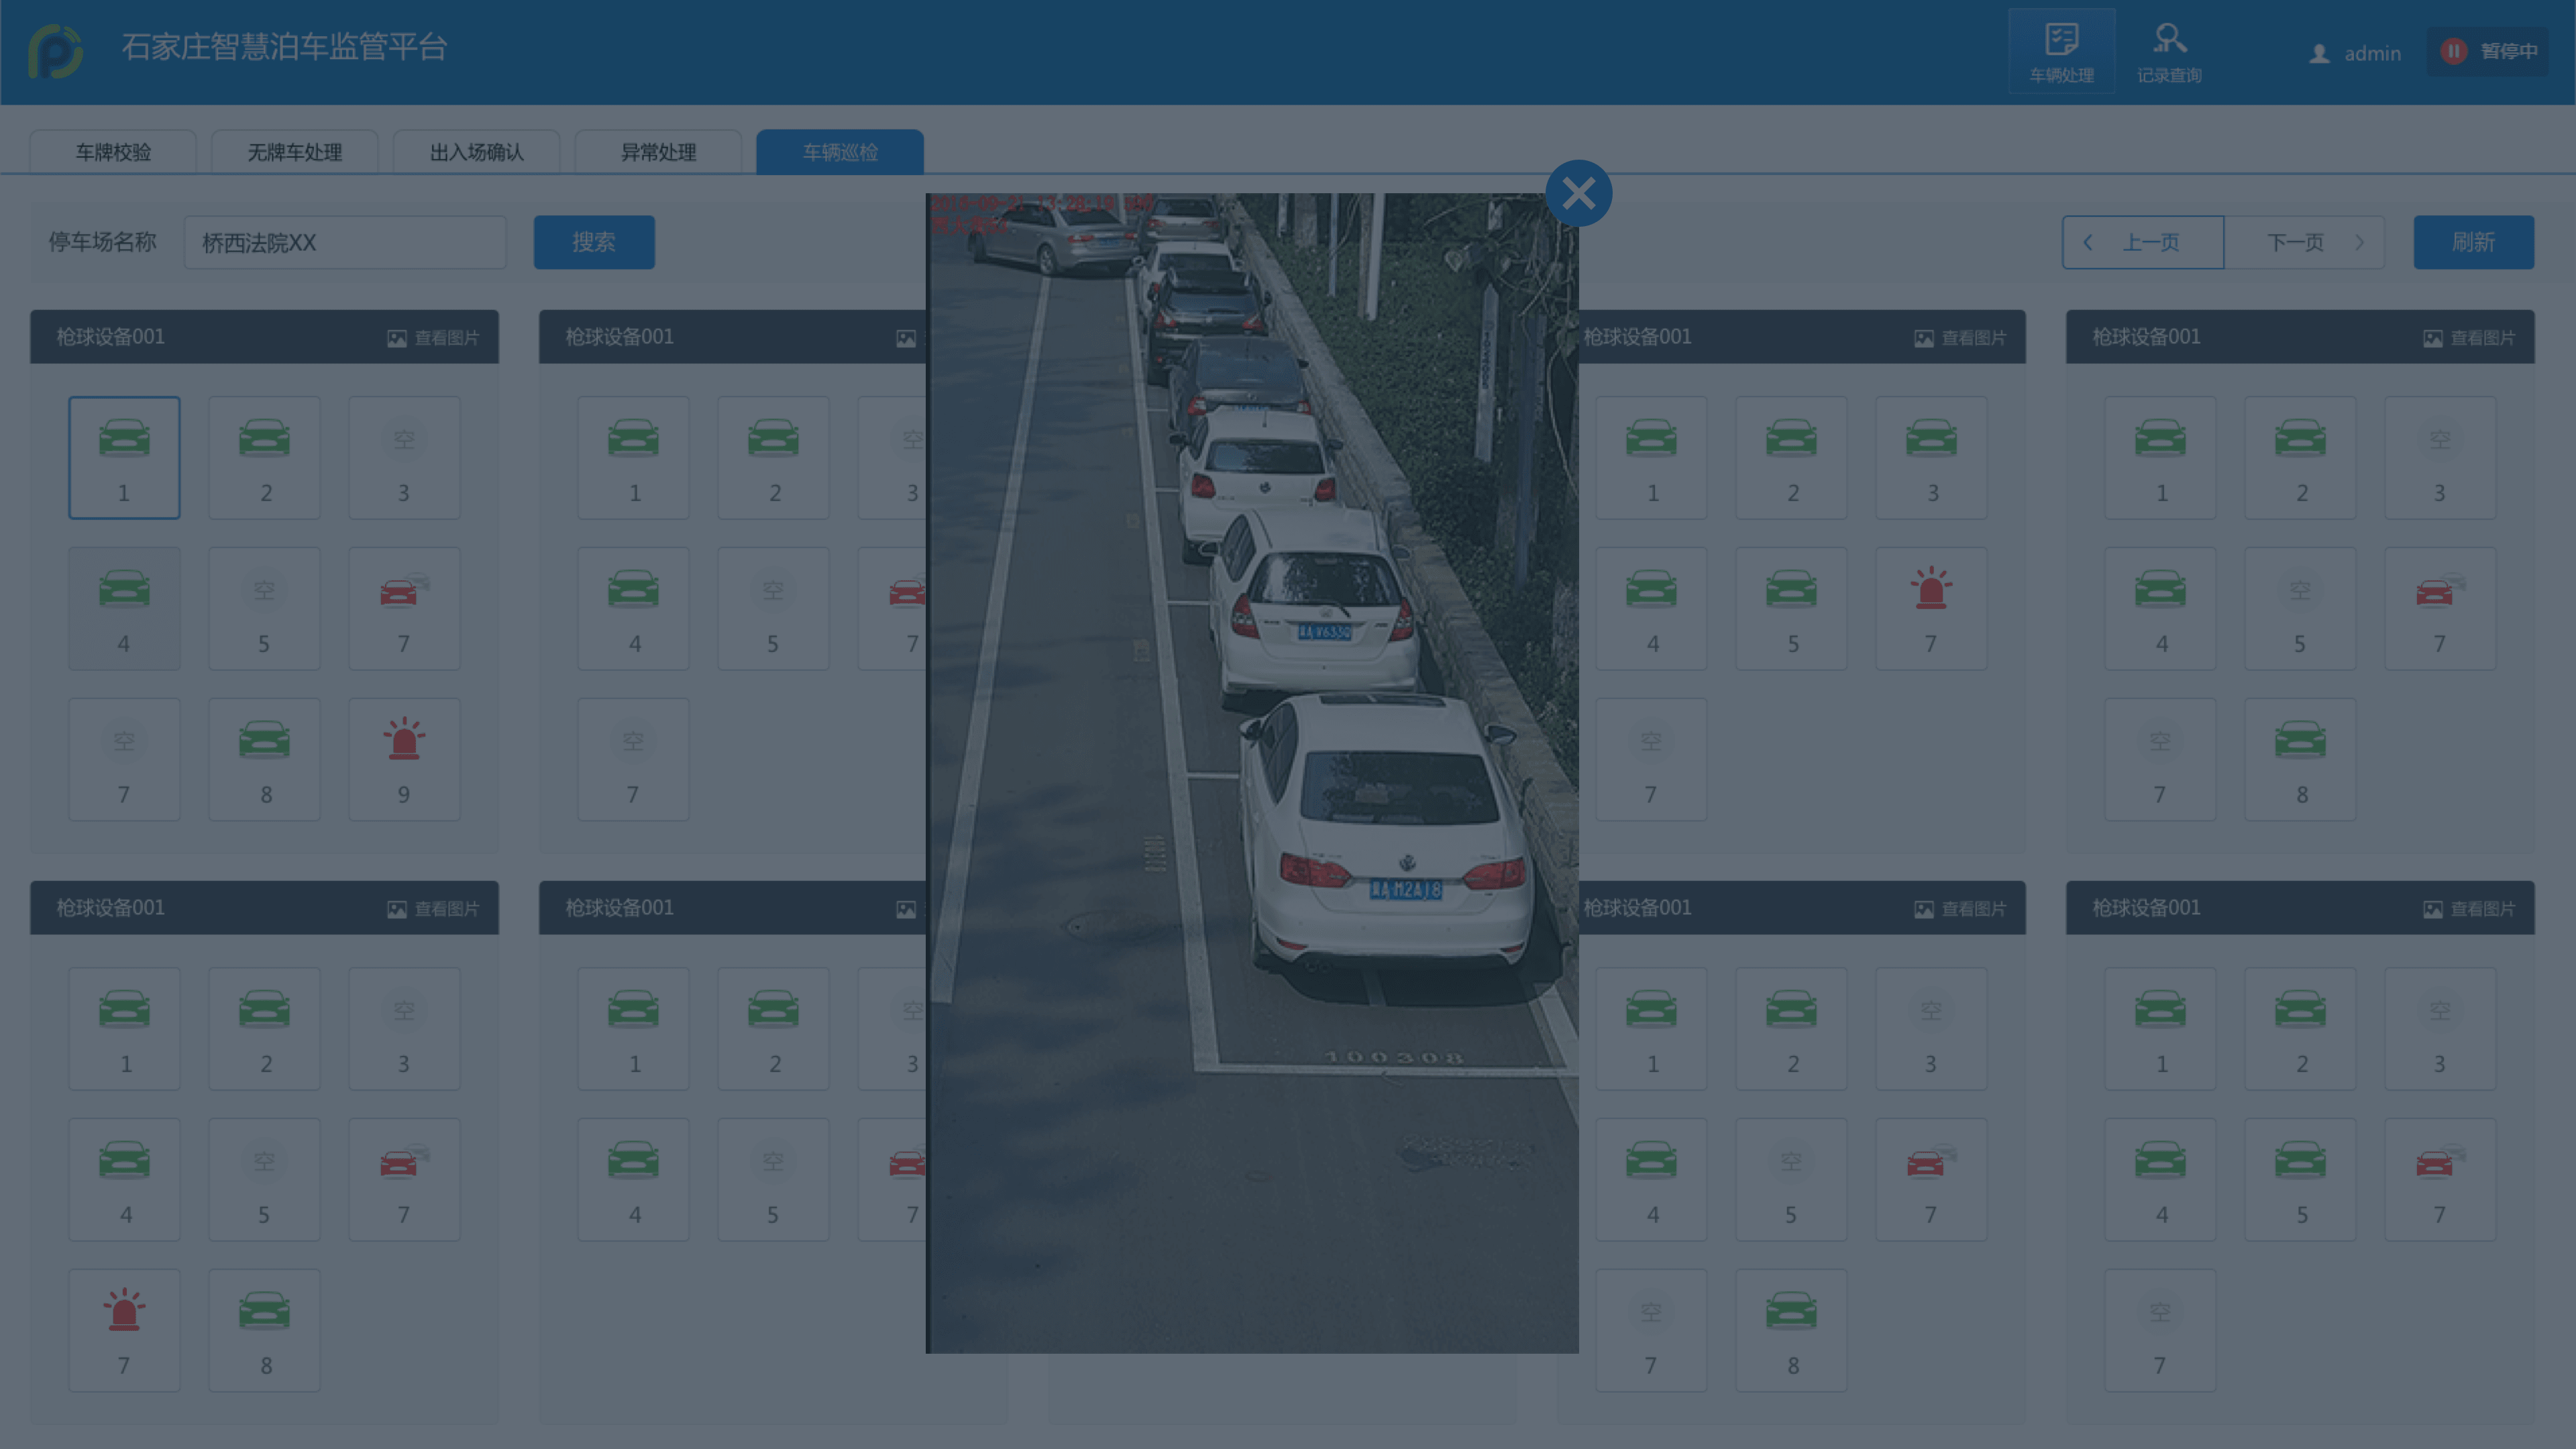 石家庄智慧泊车监管平台
车辆处理
记录查询
admin
暂停中
车牌校验
无牌车处理
出入场确认
异常处理
车辆巡检
停车场名称
桥西法院XX
搜索
上一页
下一页
刷新
枪球设备001 查看图片
枪球设备001
枪球设备001 查看图片
枪球设备001 查看图片
空
1 2 3
空
4 5 7
空
7 8 9
空
1 2 3
空
4 5 7
空
7
冀A M2A18
100308
1 2 3
4 5 7
空
7
空
1 2 3
空
4 5 7
空
7 8
枪球设备001 查看图片
枪球设备001
枪球设备001 查看图片
枪球设备001 查看图片
空
1 2 3
空
4 5 7
7 8
空
1 2 3
空
4 5 7
空
1 2 3
空
4 5 7
空
7 8
空
1 2 3
4 5 7
空
7